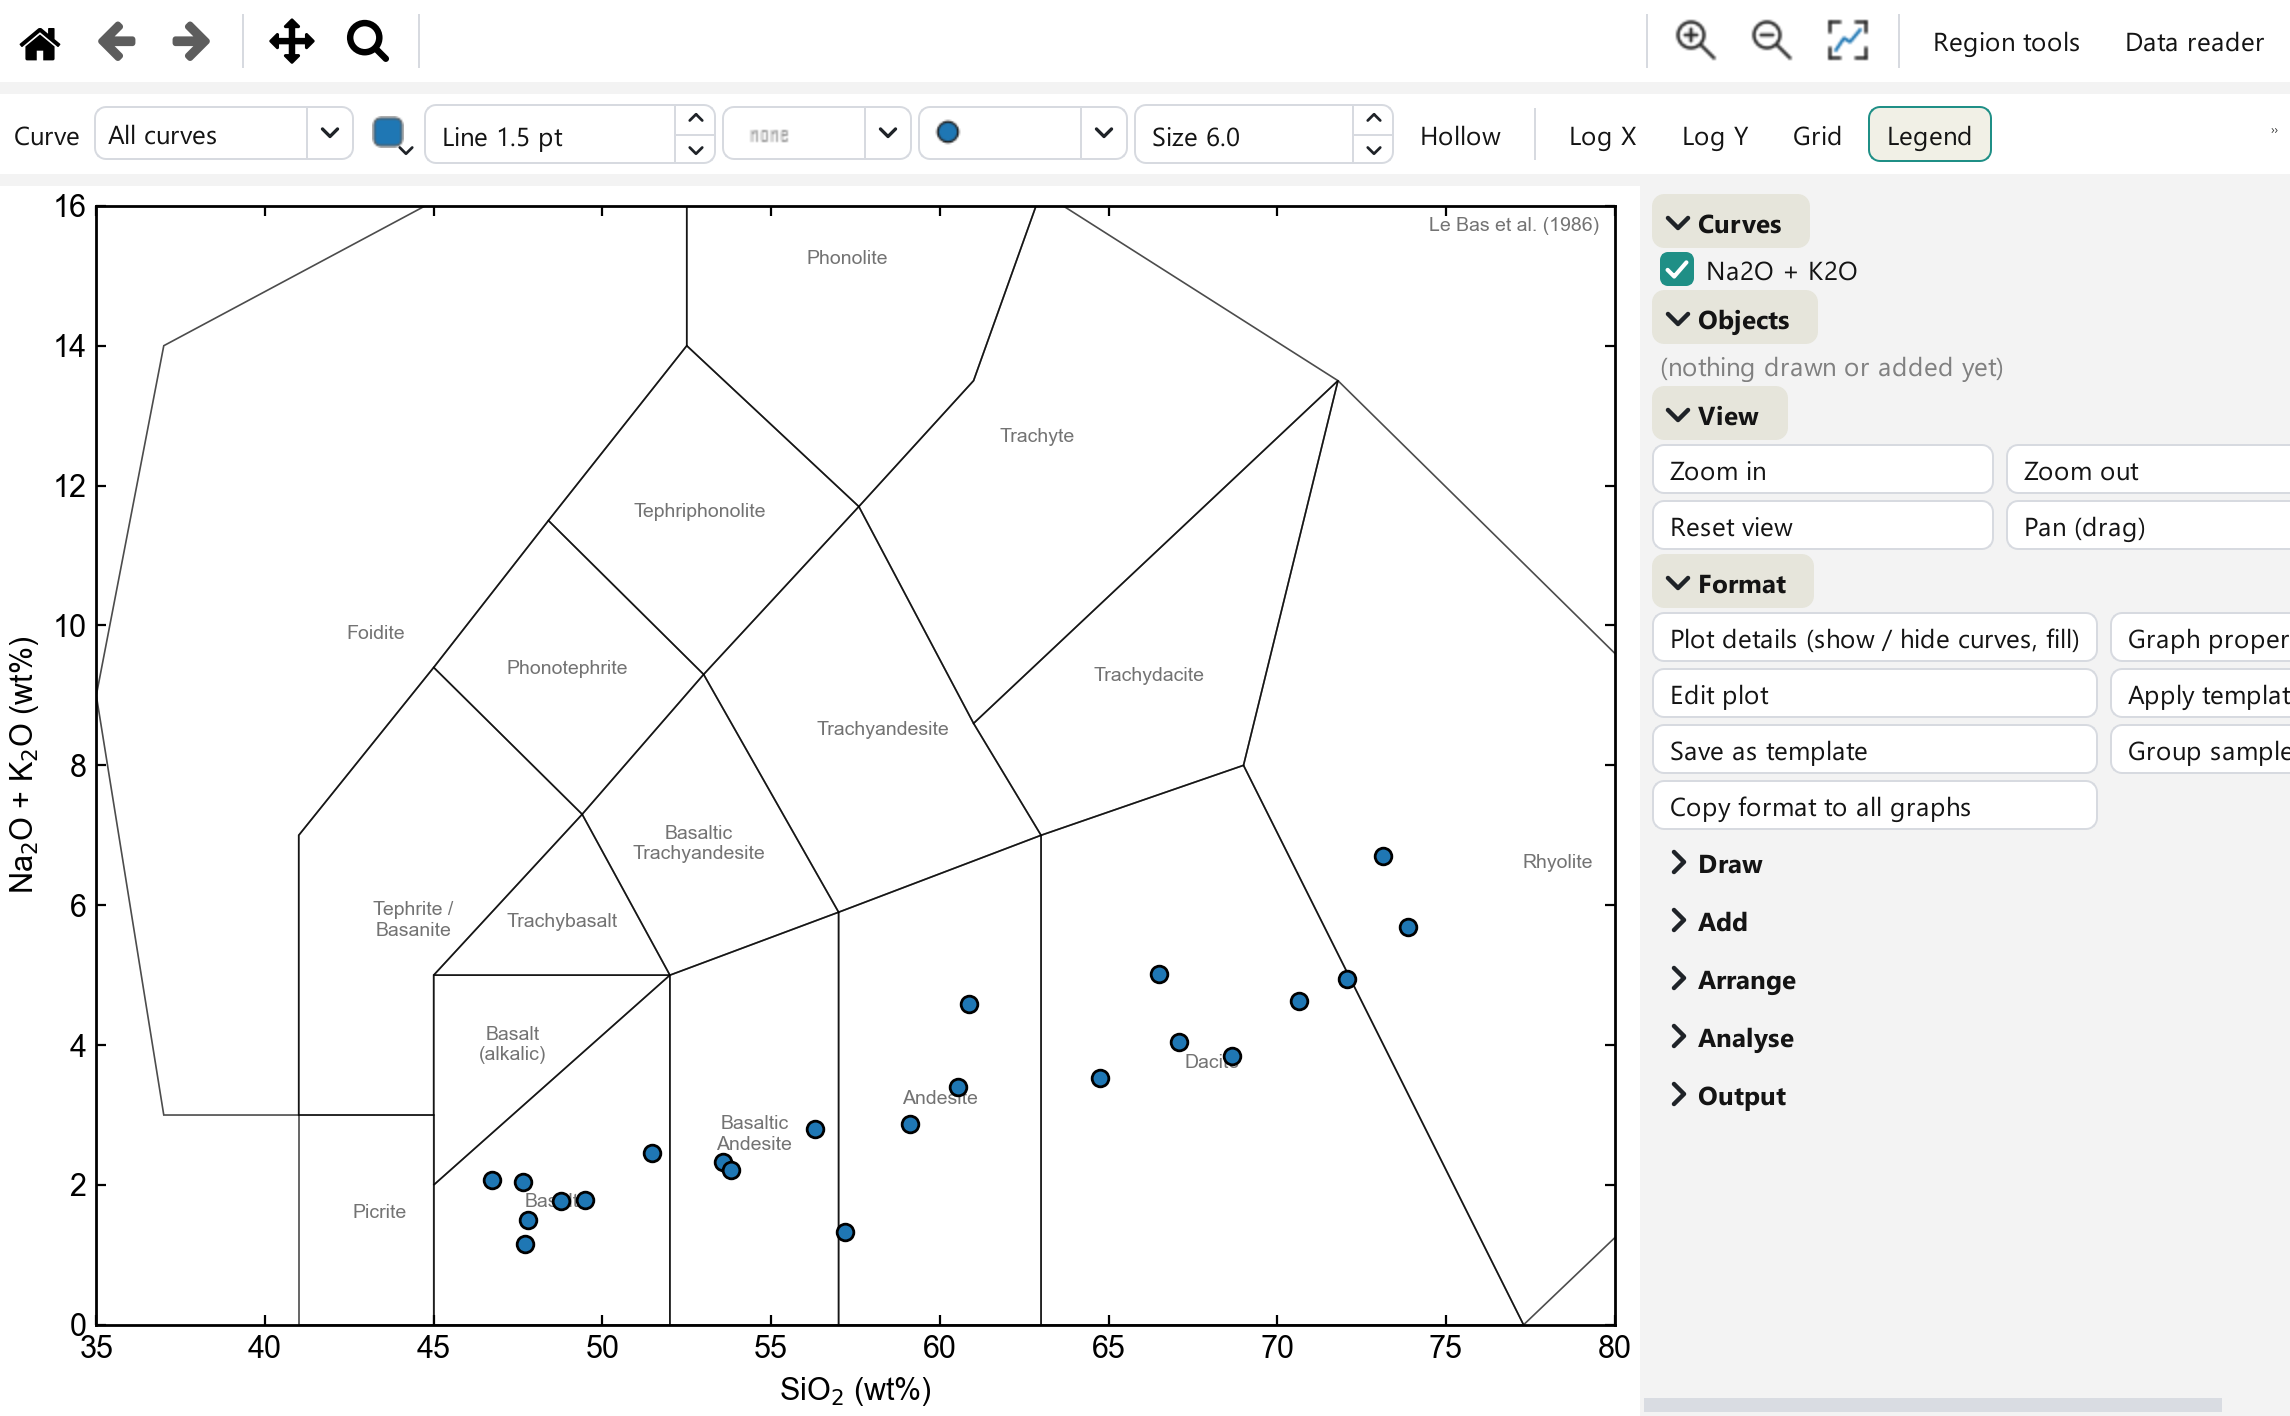 Region tools
Data reader
Curve
All curves
Line 1.5 pt
none
Size 6.0
Hollow
Log X
Log Y
Grid
Legend
»
16
14
12
10
8
6
4
2
0
35
40
45
50
55
60
65
70
75
80
Na2O + K2O (wt%)
SiO2 (wt%)
Le Bas et al. (1986)
Phonolite
Trachyte
Tephriphonolite
Foidite
Phonotephrite
Trachydacite
Trachyandesite
Basaltic
Trachyandesite
Rhyolite
Tephrite /
Basanite
Trachybasalt
Basalt
(alkalic)
Dacite
Andesite
Basaltic
Andesite
Basalt
Picrite
Curves
Na2O + K2O
Objects
(nothing drawn or added yet)
View
Zoom in
Zoom out
Reset view
Pan (drag)
Format
Plot details (show / hide curves, fill)
Graph proper
Edit plot
Apply templat
Save as template
Group sample
Copy format to all graphs
Draw
Add
Arrange
Analyse
Output